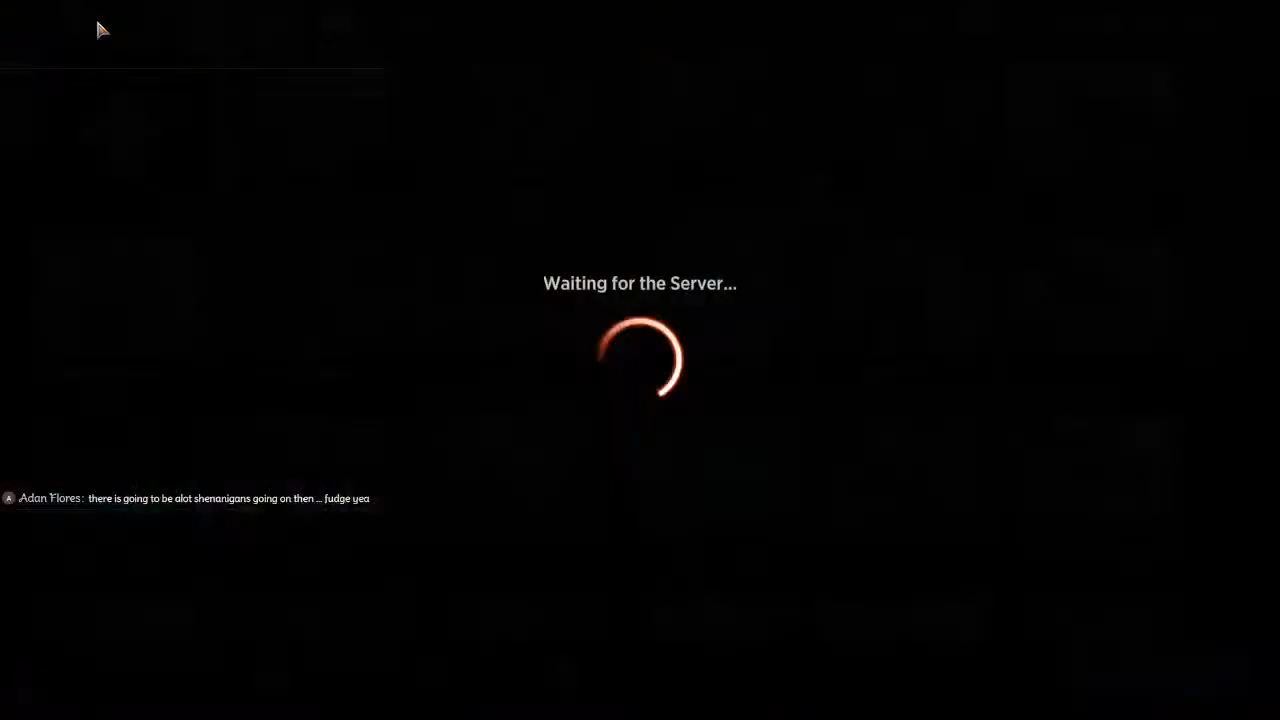 Waiting for the Server...
A Adan Flores: there is going to be alot shenanigans going on then ... fudge yea